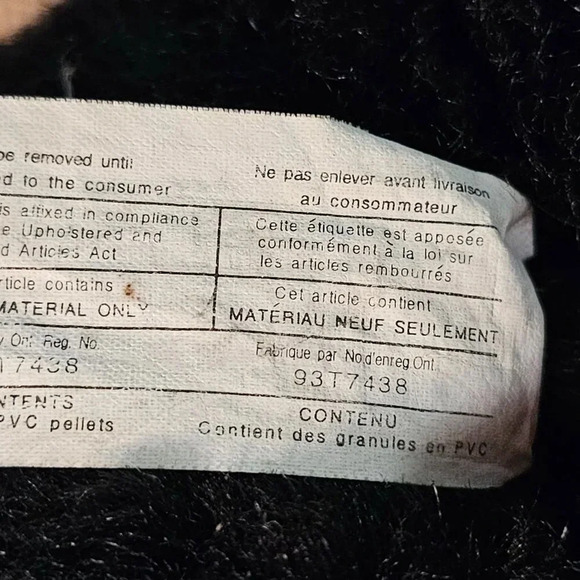 be removed until
d to the consumer
is affixed in compliance
e Upholstered and
d Articles Act
rticle contains
MATERIAL ONLY
y Ont Reg. No.
7438
NTENTS
PVC pellets
Ne pas enlever avant livraison
au consommateur
Cette étiquette est apposée
conformément à la loi sur
les articles rembourrés
Cet article contient
MATÉRIAU NEUF SEULEMENT
Fabrique par No d'enreg Ont.
93T7438
CONTENU
Contient des granules en PVC